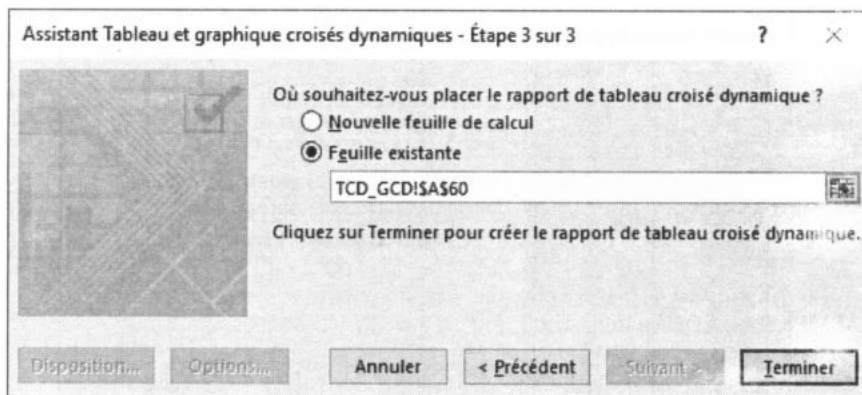 Assistant Tableau et graphique croisés dynamiques - Étape 3 sur 3 ? ×
Où souhaitez-vous placer le rapport de tableau croisé dynamique ?
Nouvelle feuille de calcul
Feuille existante
TCD_GCD!$A$60
Cliquez sur Terminer pour créer le rapport de tableau croisé dynamique.
Disposition... Options... Annuler < Précédent Suivant > Terminer